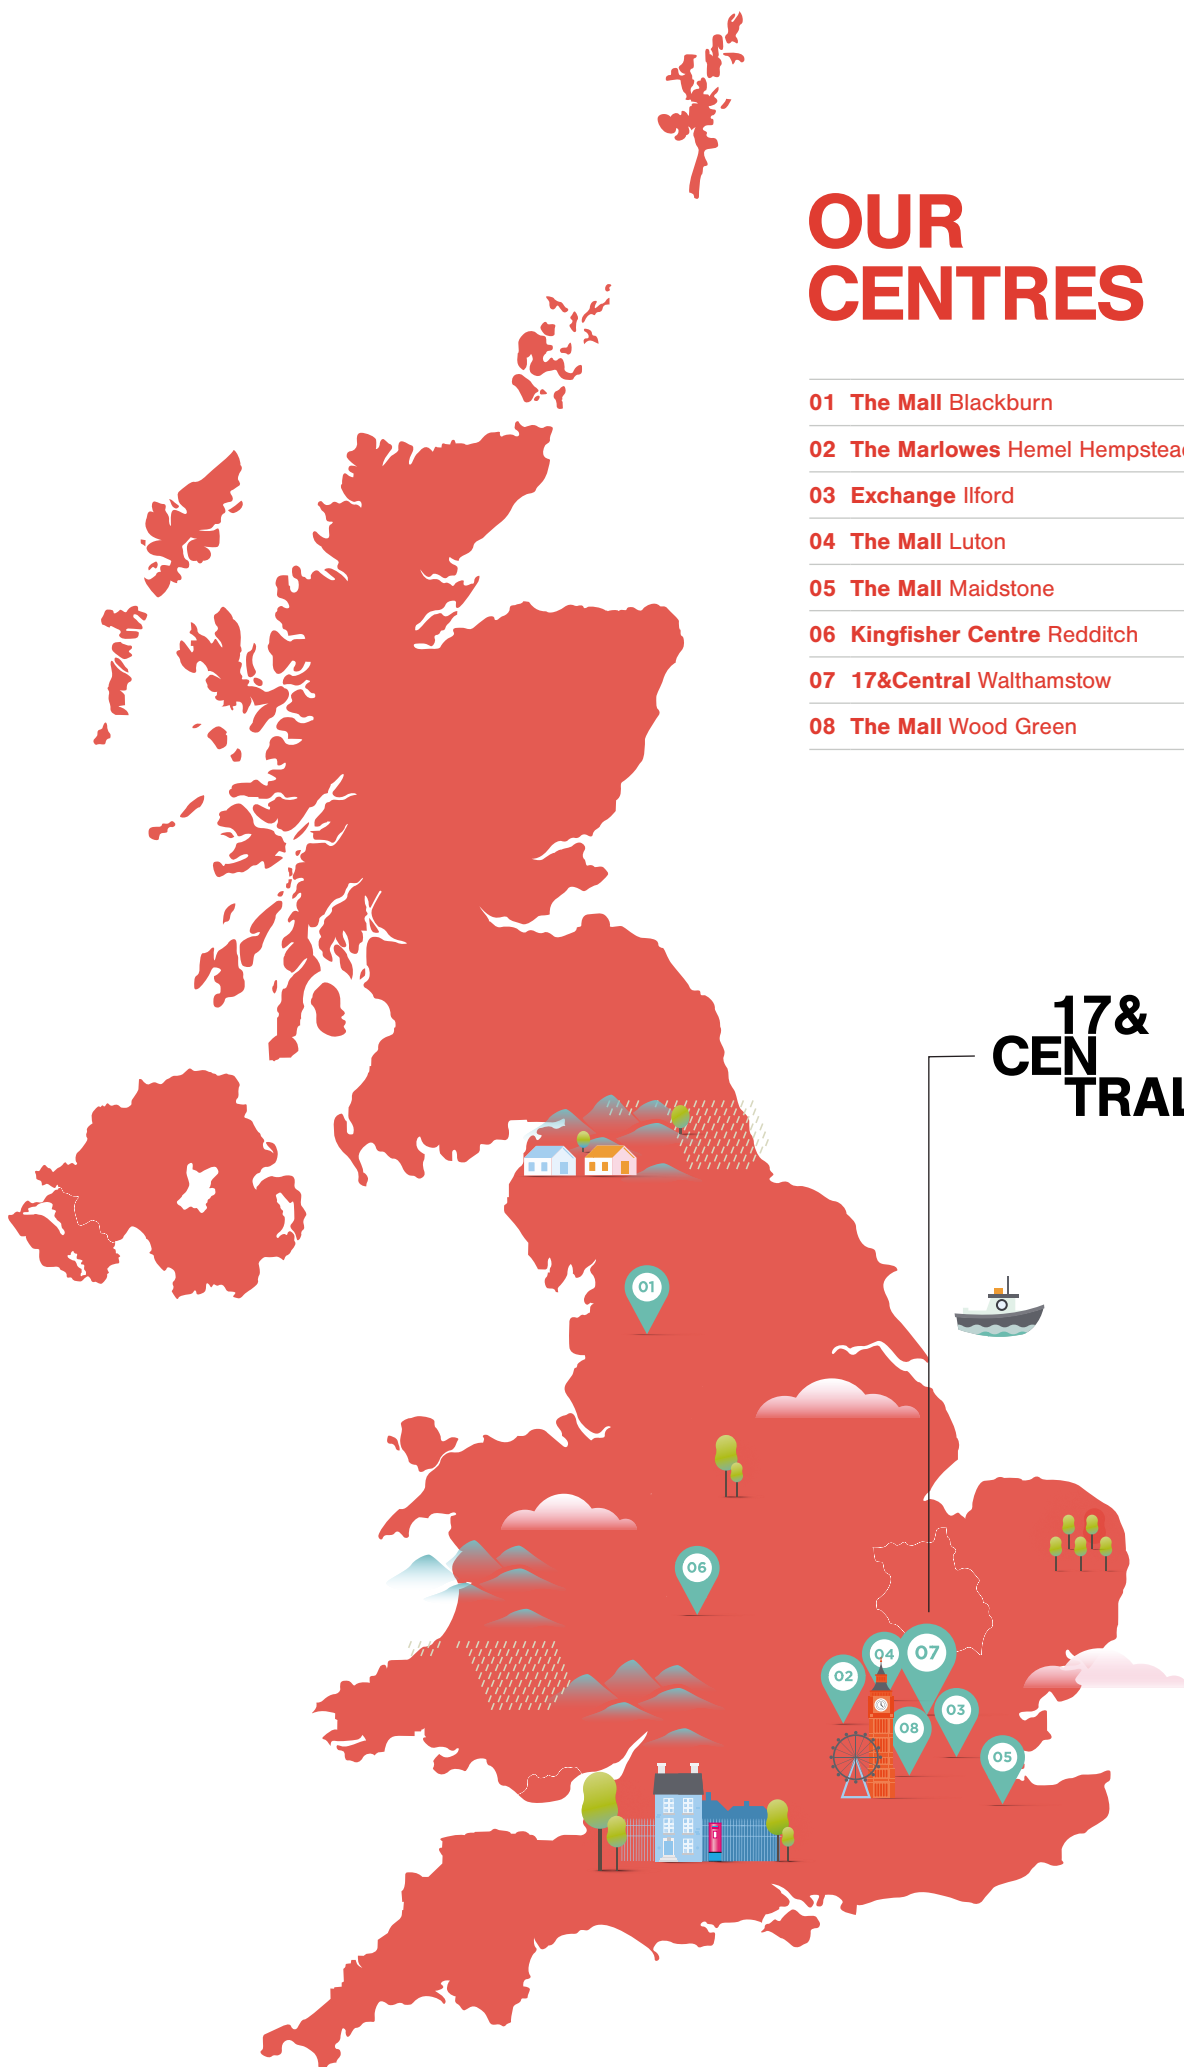 OUR
CENTRES
01 The Mall Blackburn
02 The Marlowes Hemel Hempstead
03 Exchange Ilford
04 The Mall Luton
05 The Mall Maidstone
06 Kingfisher Centre Redditch
07 17&Central Walthamstow
08 The Mall Wood Green
17&
CEN
TRAL
01
06
04
07
02
03
08
05